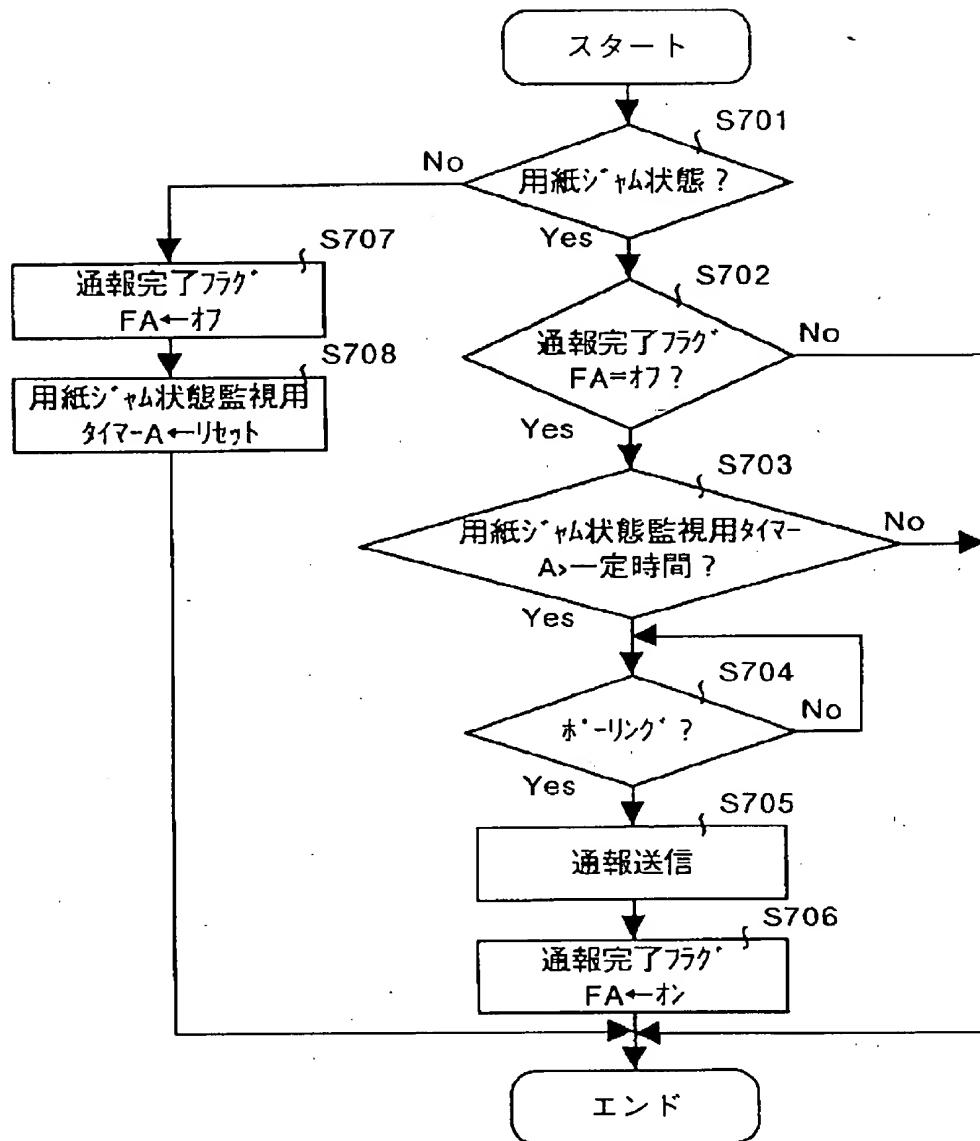 スタート
S701
No
用紙ジャム状態？
Yes
S707
通報完了フラグ
FA←オフ
S702
通報完了フラグ
FA=オフ？
No
Yes
S708
用紙ジャム状態監視用
タイマーA←リセット
S703
用紙ジャム状態監視用タイマー
A>一定時間？
No
Yes
S704
ポーリング？
No
Yes
S705
通報送信
S706
通報完了フラグ
FA←オン
エンド